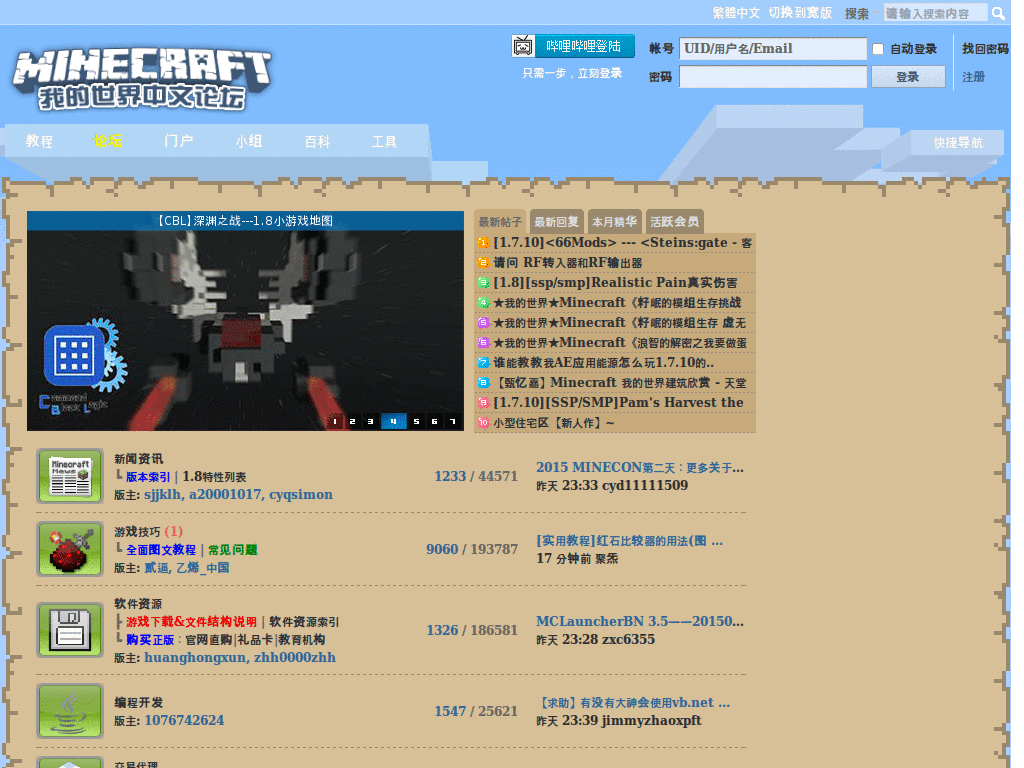 繁體中文 切换到宽版 搜索 请输入搜索内容
MINECRAFT
我的世界中文论坛
哔哩哔哩登陆
只需一步，立刻登录
帐号 UID/用户名/Email 自动登录 找回密码
密码 登录 注册
教程 论坛 门户 小组 百科 工具 快捷导航
【CBL】深渊之战---1.8小游戏地图
Command Block Logic
1 2 3 4 5 6 7
最新帖子 最新回复 本月精华 活跃会员
1 [1.7.10]<66Mods> --- <Steins:gate - 客
2 请问 RF转入器和RF输出器
3 [1.8][ssp/smp]Realistic Pain真实伤害
4 ★我的世界★Minecraft《籽岷的模组生存挑战
5 ★我的世界★Minecraft《籽岷的模组生存 虚无
6 ★我的世界★Minecraft《浪智的解密之我要做蛋
7 谁能教教我AE应用能源怎么玩1.7.10的..
8 【甄忆嘉】Minecraft 我的世界建筑欣赏 - 天堂
9 [1.7.10][SSP/SMP]Pam's Harvest the
10 小型住宅区【新人作】~
Minecraft News
新闻资讯
┗ 版本索引 | 1.8特性列表
版主: sjjklh, a20001017, cyqsimon
1233 / 44571
2015 MINECON第二天：更多关于...
昨天 23:33 cyd11111509
游戏技巧 (1)
┗ 全面图文教程 | 常见问题
版主: 贰逼, 乙烯_中国
9060 / 193787
[实用教程]红石比较器的用法(图 ...
17 分钟前 聚炁
软件资源
┣ 游戏下载&文件结构说明 | 软件资源索引
┗ 购买正版：官网直购|礼品卡|教育机构
版主: huanghongxun, zhh0000zhh
1326 / 186581
MCLauncherBN 3.5——20150...
昨天 23:28 zxc6355
编程开发
版主: 1076742624
1547 / 25621
【求助】有没有大神会使用vb.net ...
昨天 23:39 jimmyzhaoxpft
交易代理